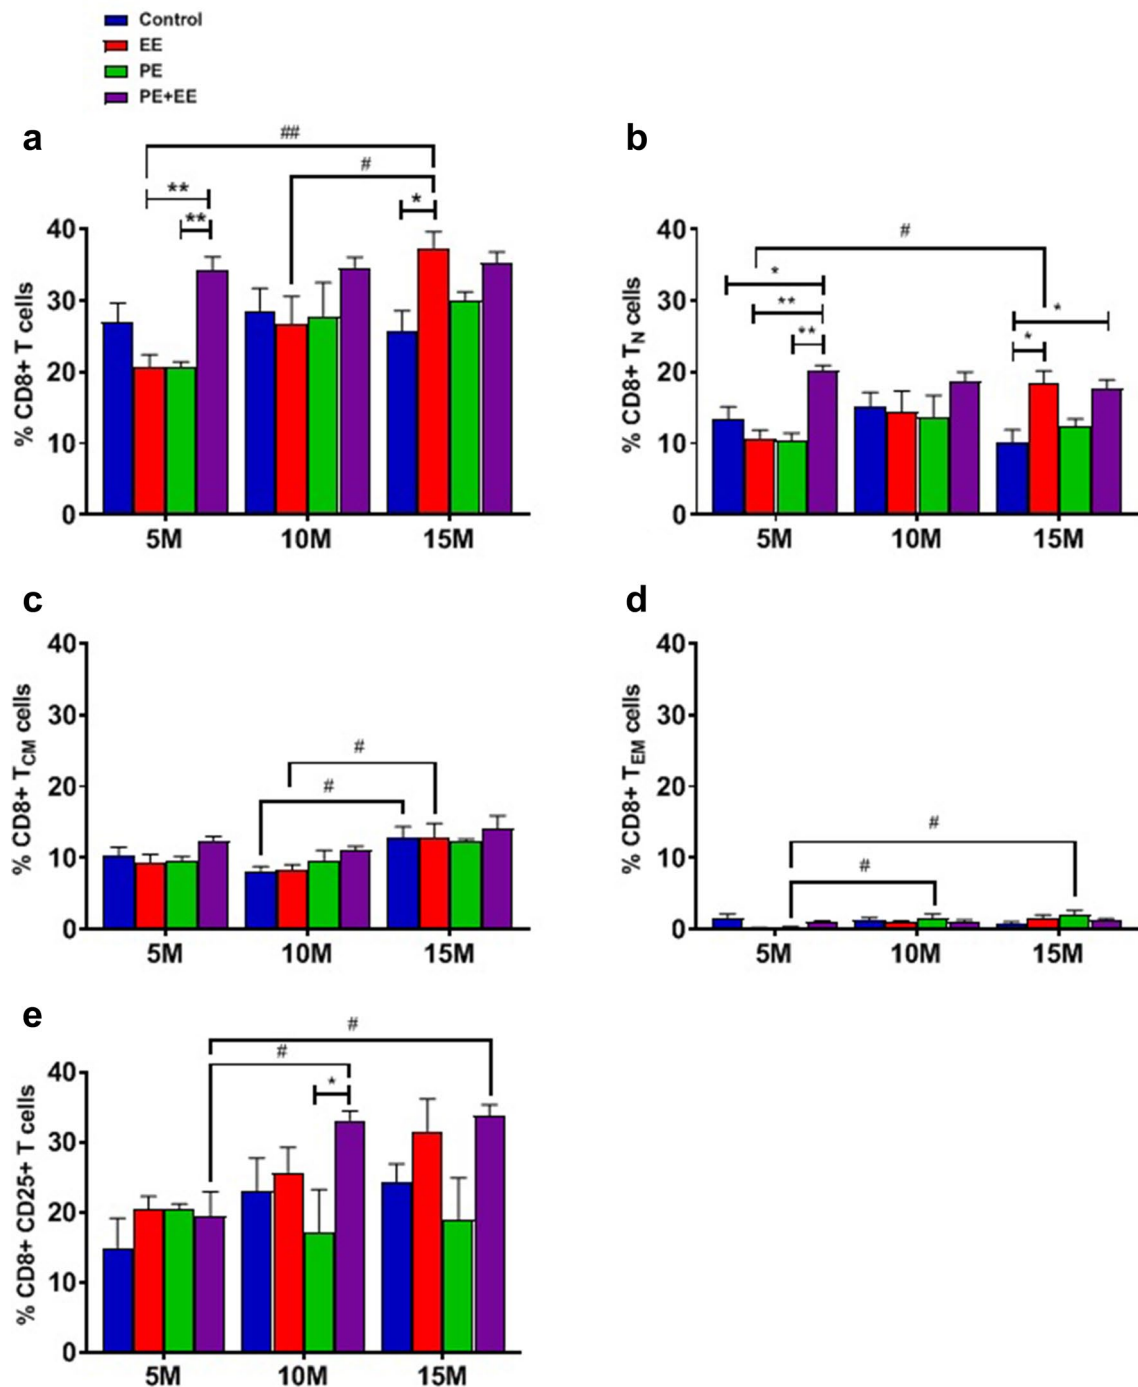 Control
EE
PE
PE+EE
a
##
#
**
**
*
40
30
20
10
0
% CD8+ T cells
5M 10M 15M
b
#
*
**
**
*
*
40
30
20
10
0
% CD8+ TN cells
5M 10M 15M
c
#
#
40
30
20
10
0
% CD8+ TCM cells
5M 10M 15M
d
#
#
40
30
20
10
0
% CD8+ TEM cells
5M 10M 15M
e
#
#
*
40
30
20
10
0
% CD8+ CD25+ T cells
5M 10M 15M